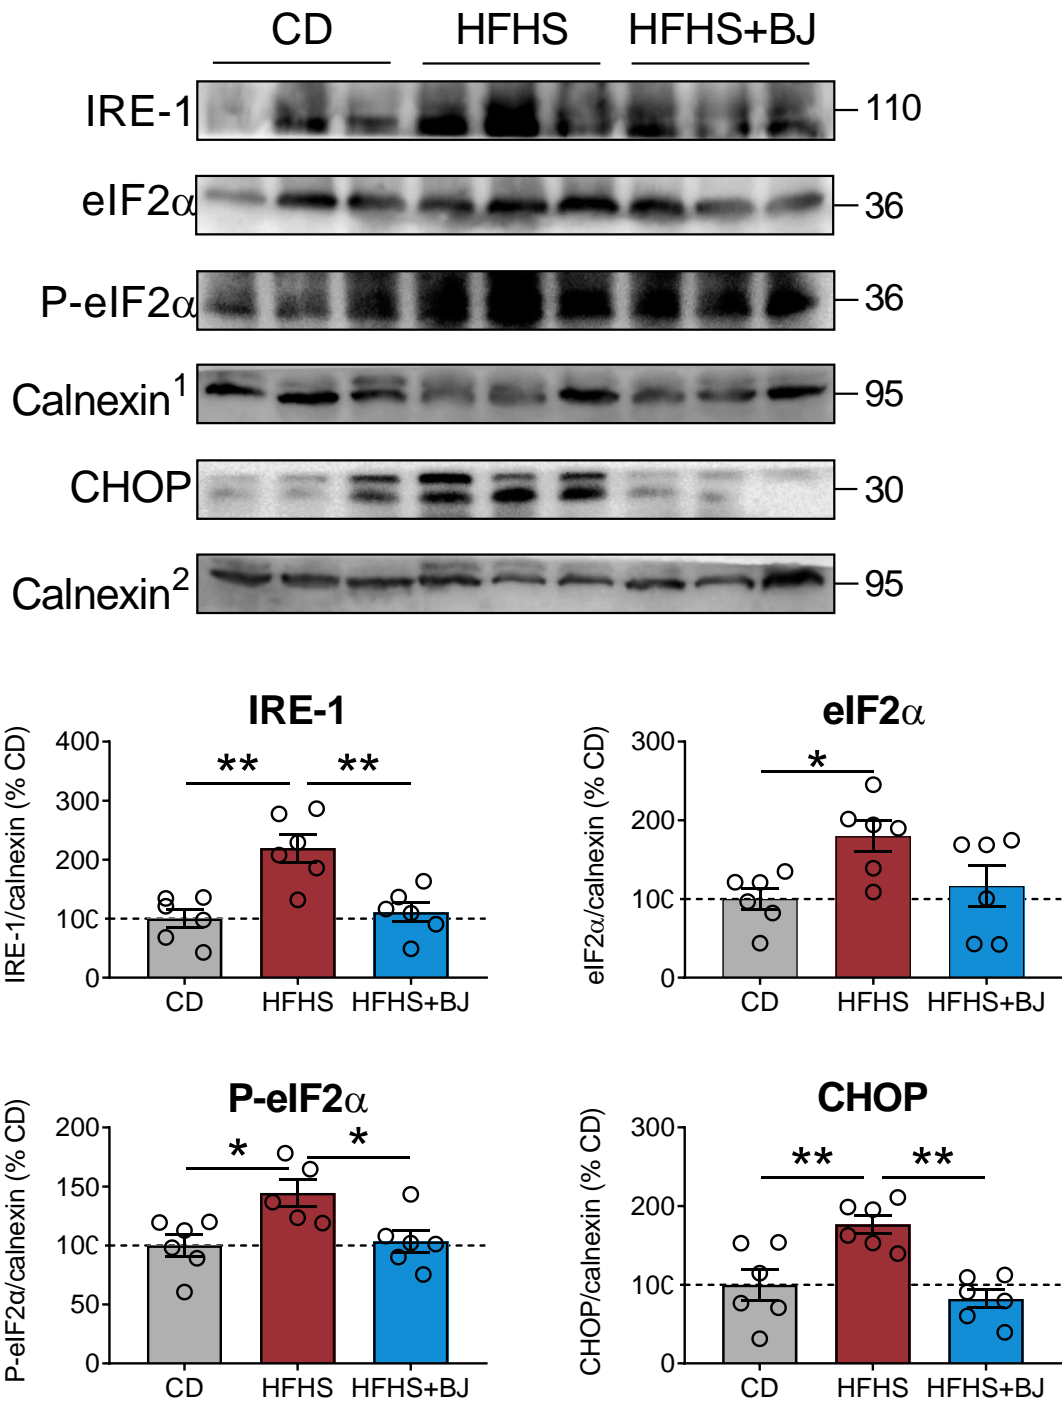 CD HFHS HFHS+BJ
IRE-1 110
eIF2α 36
P-eIF2α 36
Calnexin1 95
CHOP 30
Calnexin2 95
IRE-1
IRE-1/calnexin (% CD)
400
300
200
100
0
** **
CD HFHS HFHS+BJ
eIF2α
eIF2α/calnexin (% CD)
300
200
100
0
*
CD HFHS HFHS+BJ
P-eIF2α
P-eIF2α/calnexin (% CD)
200
150
100
50
0
* *
CD HFHS HFHS+BJ
CHOP
CHOP/calnexin (% CD)
300
200
100
0
** **
CD HFHS HFHS+BJ